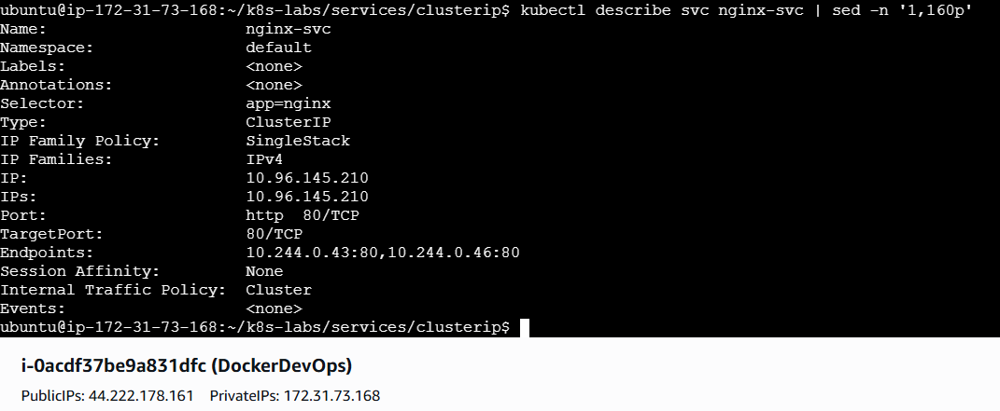 ubuntu@ip-172-31-73-168:~/k8s-labs/services/clusterip$ kubectl describe svc nginx-svc | sed -n '1,160p'
Name:                     nginx-svc
Namespace:                default
Labels:                   <none>
Annotations:              <none>
Selector:                 app=nginx
Type:                     ClusterIP
IP Family Policy:         SingleStack
IP Families:              IPv4
IP:                       10.96.145.210
IPs:                      10.96.145.210
Port:                     http  80/TCP
TargetPort:               80/TCP
Endpoints:                10.244.0.43:80,10.244.0.46:80
Session Affinity:         None
Internal Traffic Policy:  Cluster
Events:                   <none>
ubuntu@ip-172-31-73-168:~/k8s-labs/services/clusterip$
i-0acdf37be9a831dfc (DockerDevOps)
PublicIPs: 44.222.178.161    PrivateIPs: 172.31.73.168